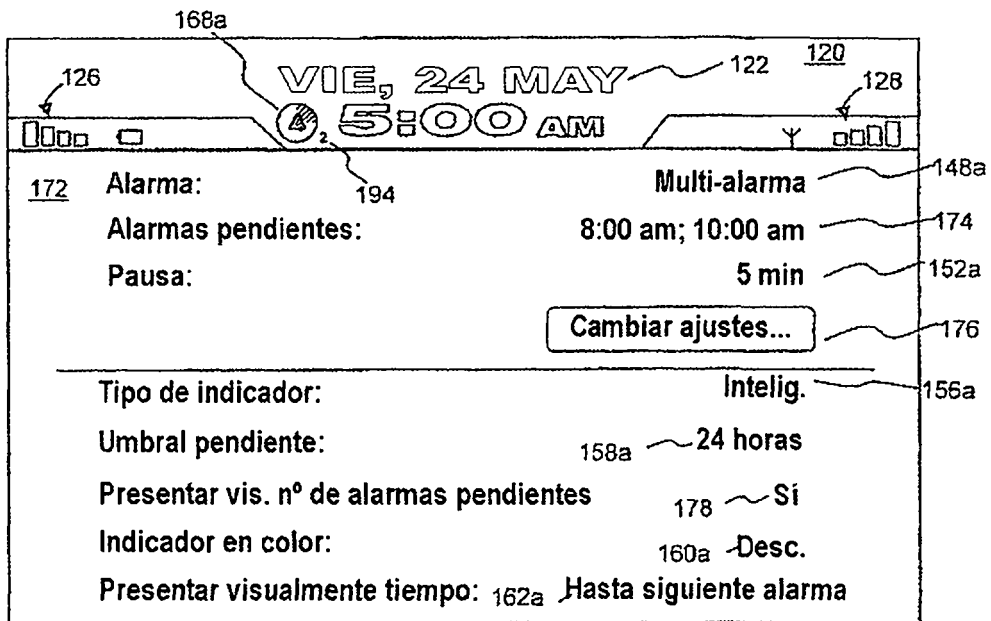 168a
126
VIE, 24 MAY
122
120
128
5:00 AM
2
194
172
Alarma: Multi-alarma
148a
Alarmas pendientes: 8:00 am; 10:00 am
174
Pausa: 5 min
152a
Cambiar ajustes...
176
Tipo de indicador: Intelig.
156a
Umbral pendiente: 158a 24 horas
Presentar vis. nº de alarmas pendientes 178 Sí
Indicador en color: 160a Desc.
Presentar visualmente tiempo: 162a Hasta siguiente alarma